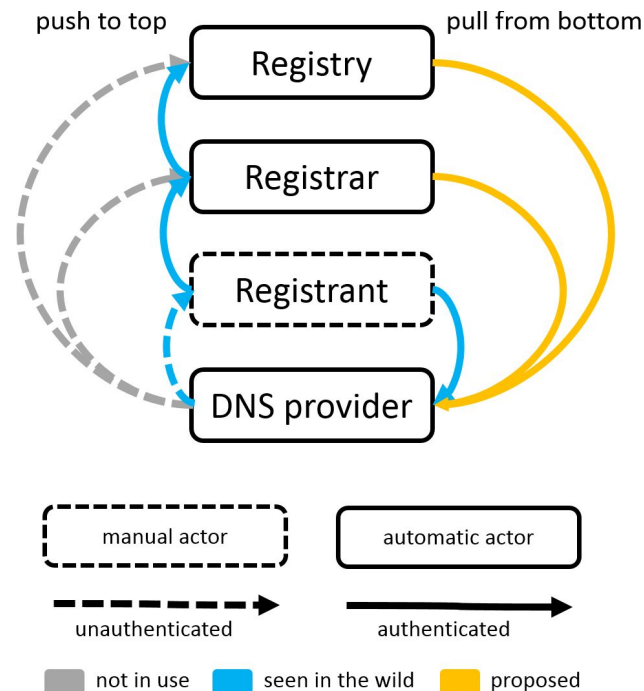 push to top
pull from bottom
Registry
Registrar
Registrant
DNS provider
manual actor
automatic actor
unauthenticated
authenticated
not in use
seen in the wild
proposed